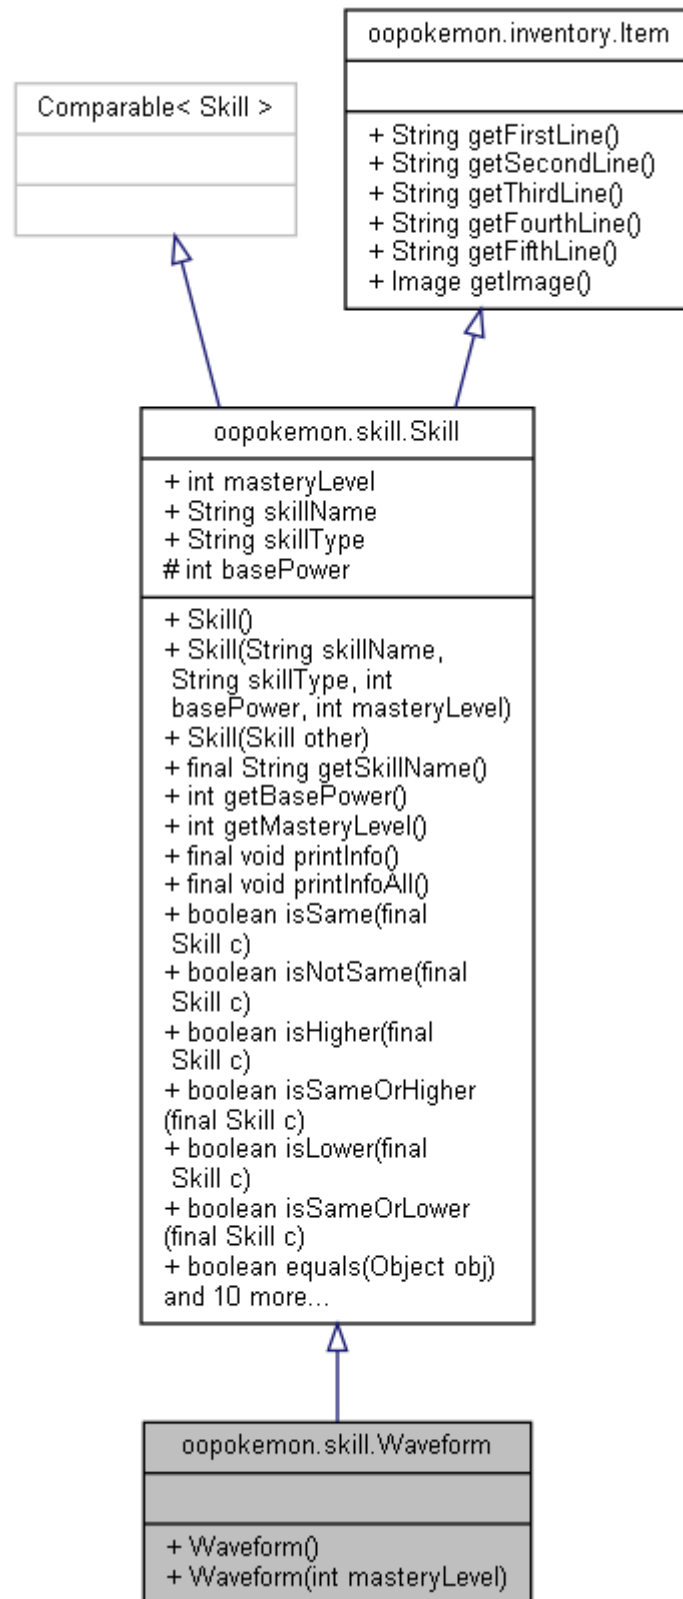 oopokemon.inventory.Item
+ String getFirstLine()
+ String getSecondLine()
+ String getThirdLine()
+ String getFourthLine()
+ String getFifthLine()
+ Image getImage()
Comparable< Skill >
oopokemon.skill.Skill
+ int masteryLevel
+ String skillName
+ String skillType
# int basePower
+ Skill()
+ Skill(String skillName,
String skillType, int
basePower, int masteryLevel)
+ Skill(Skill other)
+ final String getSkillName()
+ int getBasePower()
+ int getMasteryLevel()
+ final void printInfo()
+ final void printInfoAll()
+ boolean isSame(final
Skill c)
+ boolean isNotSame(final
Skill c)
+ boolean isHigher(final
Skill c)
+ boolean isSameOrHigher
(final Skill c)
+ boolean isLower(final
Skill c)
+ boolean isSameOrLower
(final Skill c)
+ boolean equals(Object obj)
and 10 more...
oopokemon.skill.Waveform
+ Waveform()
+ Waveform(int masteryLevel)